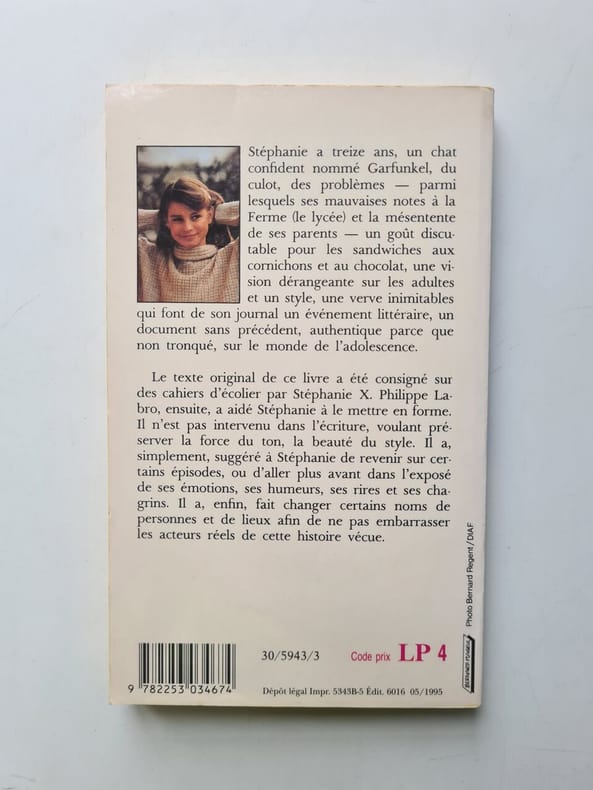 Stéphanie a treize ans, un chat
confident nommé Garfunkel, du
culot, des problèmes — parmi
lesquels ses mauvaises notes à la
Ferme (le lycée) et la mésentente
de ses parents — un goût discu-
table pour les sandwiches aux
cornichons et au chocolat, une vi-
sion dérangeante sur les adultes
et un style, une verve inimitables
qui font de son journal un événement littéraire, un
document sans précédent, authentique parce que
non tronqué, sur le monde de l'adolescence.
Le texte original de ce livre a été consigné sur
des cahiers d'écolier par Stéphanie X. Philippe La-
bro, ensuite, a aidé Stéphanie à le mettre en forme.
Il n'est pas intervenu dans l'écriture, voulant pré-
server la force du ton, la beauté du style. Il a,
simplement, suggéré à Stéphanie de revenir sur cer-
tains épisodes, ou d'aller plus avant dans l'exposé
de ses émotions, ses humeurs, ses rires et ses cha-
grins. Il a, enfin, fait changer certains noms de
personnes et de lieux afin de ne pas embarrasser
les acteurs réels de cette histoire vécue.
Photo Bernard Regent/DIAF
30/5943/3
Code prix LP 4
9 782253 034674
Dépôt légal Impr. 5343B-5 Édit. 6016 05/1995